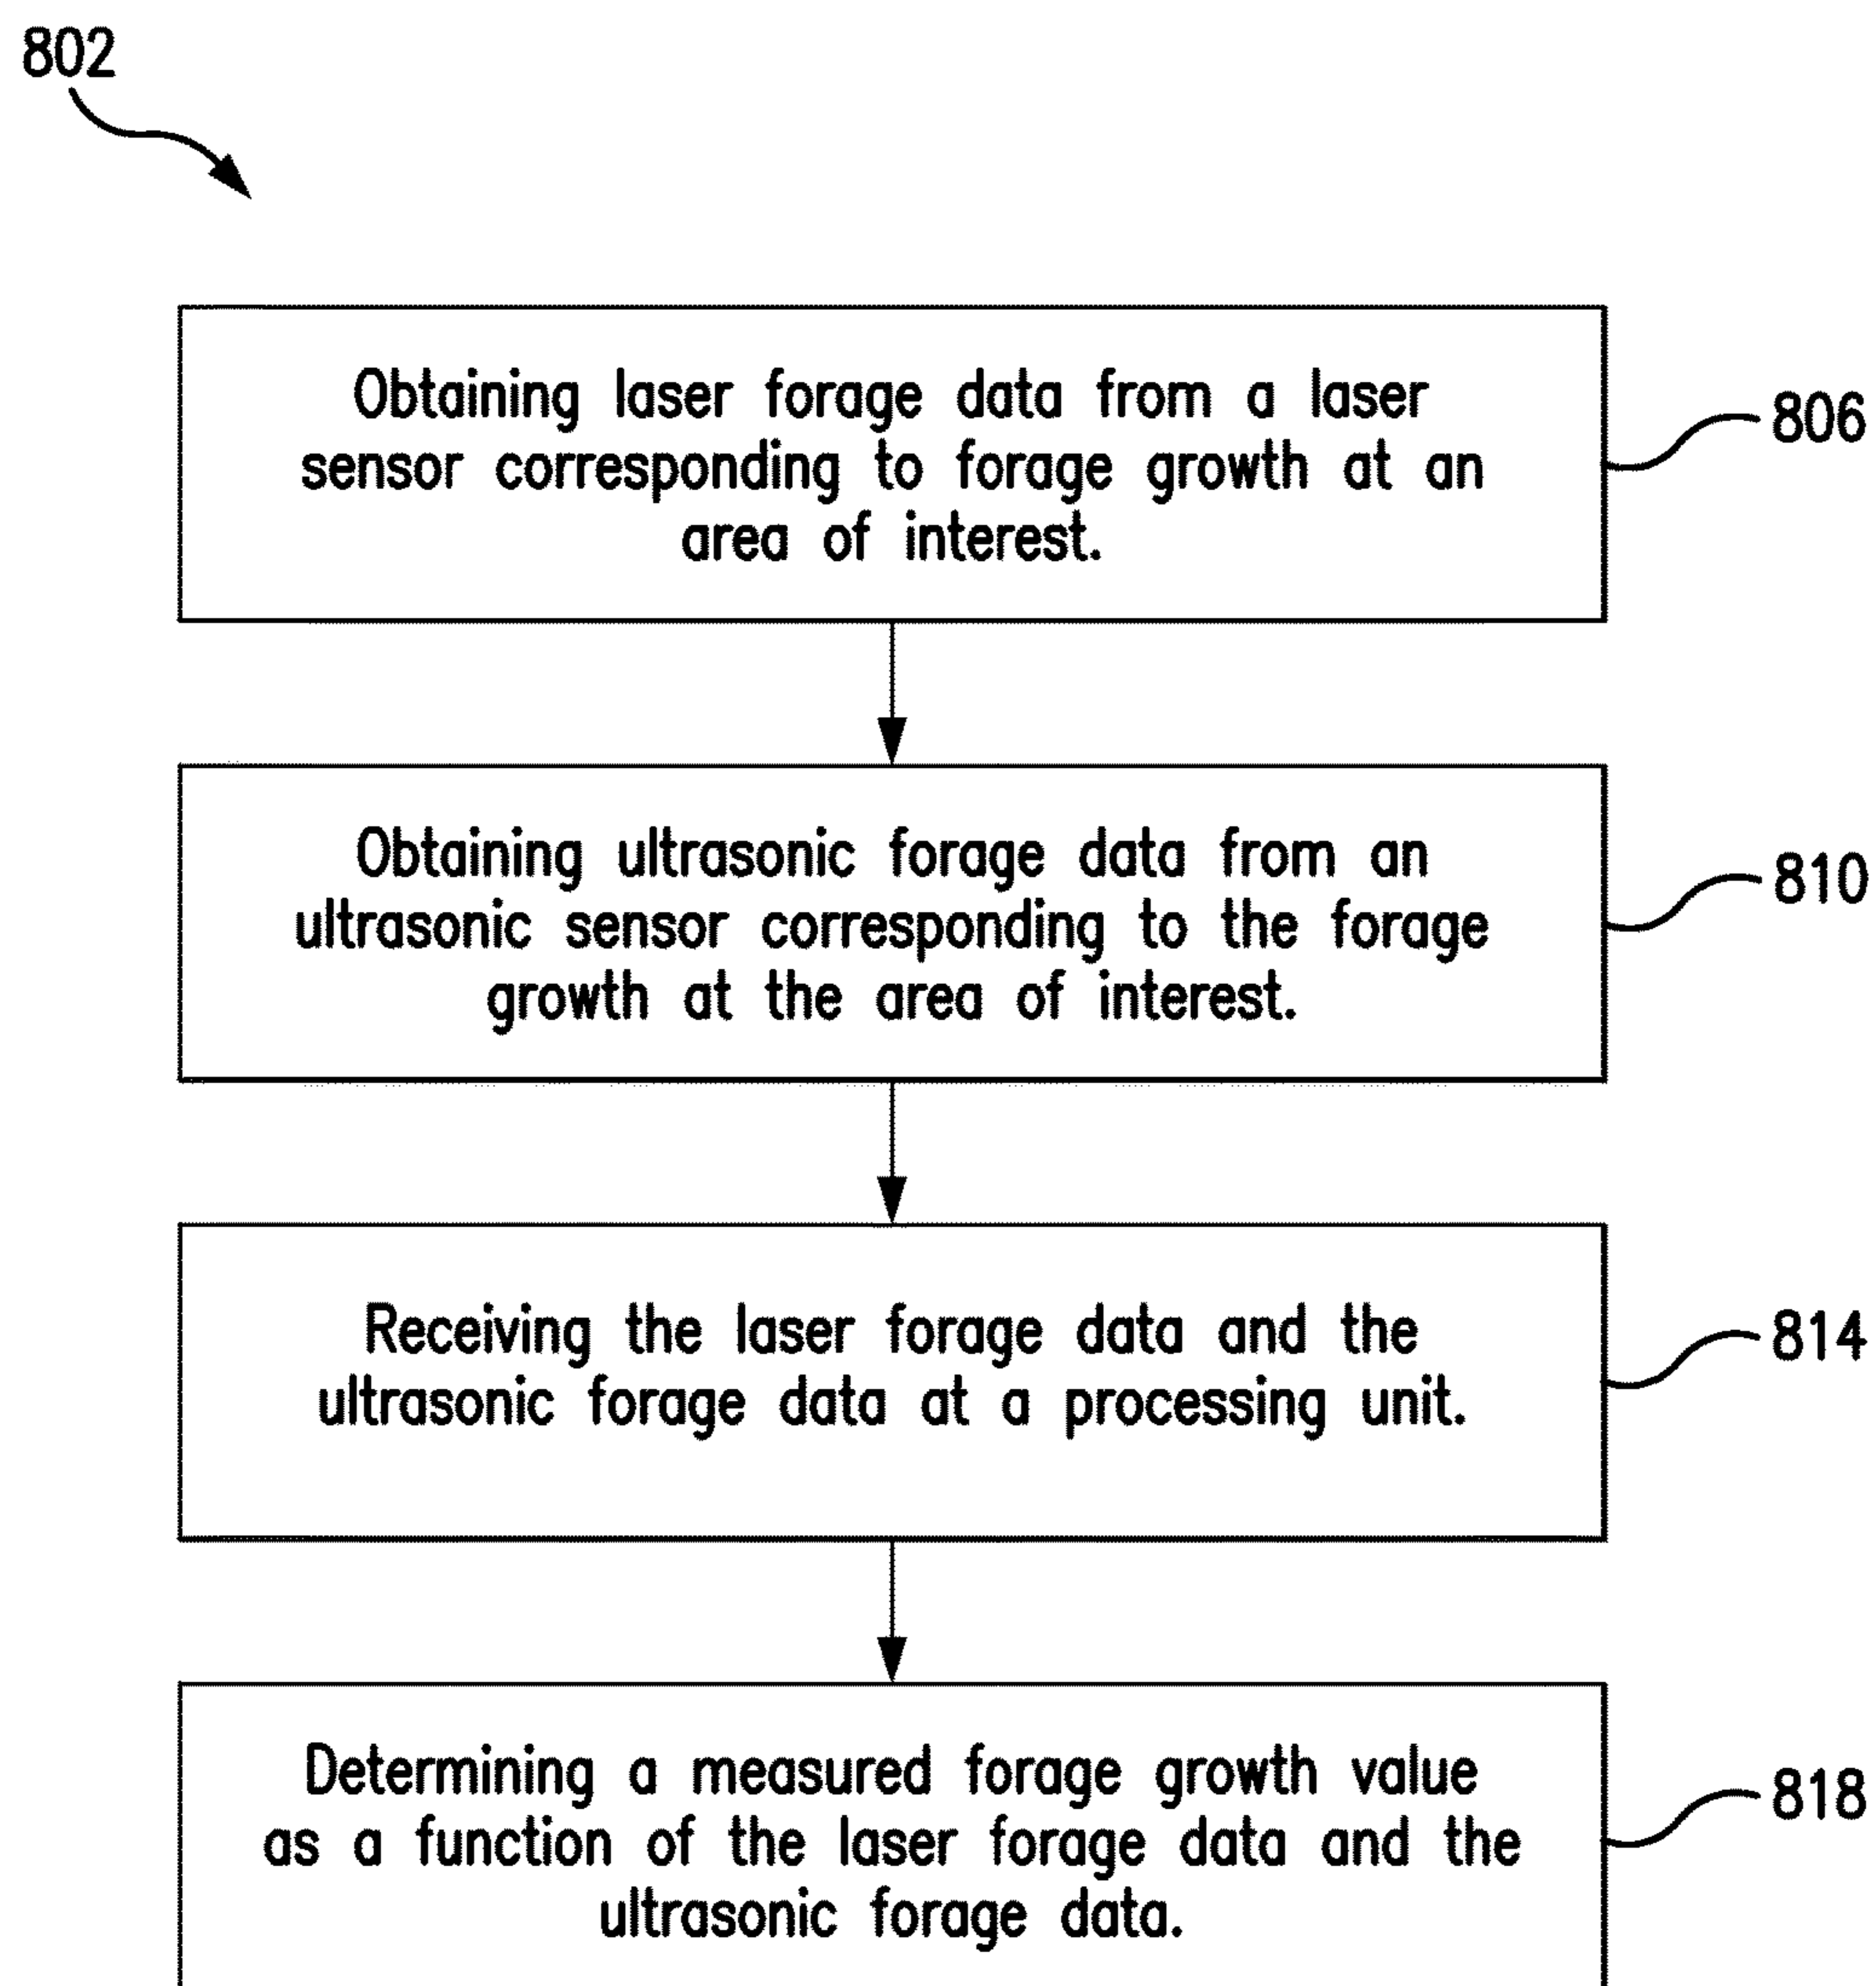 802
Obtaining laser forage data from a laser
sensor corresponding to forage growth at an
area of interest.
806
Obtaining ultrasonic forage data from an
ultrasonic sensor corresponding to the forage
growth at the area of interest.
810
Receiving the laser forage data and the
ultrasonic forage data at a processing unit.
814
Determining a measured forage growth value
as a function of the laser forage data and the
ultrasonic forage data.
818